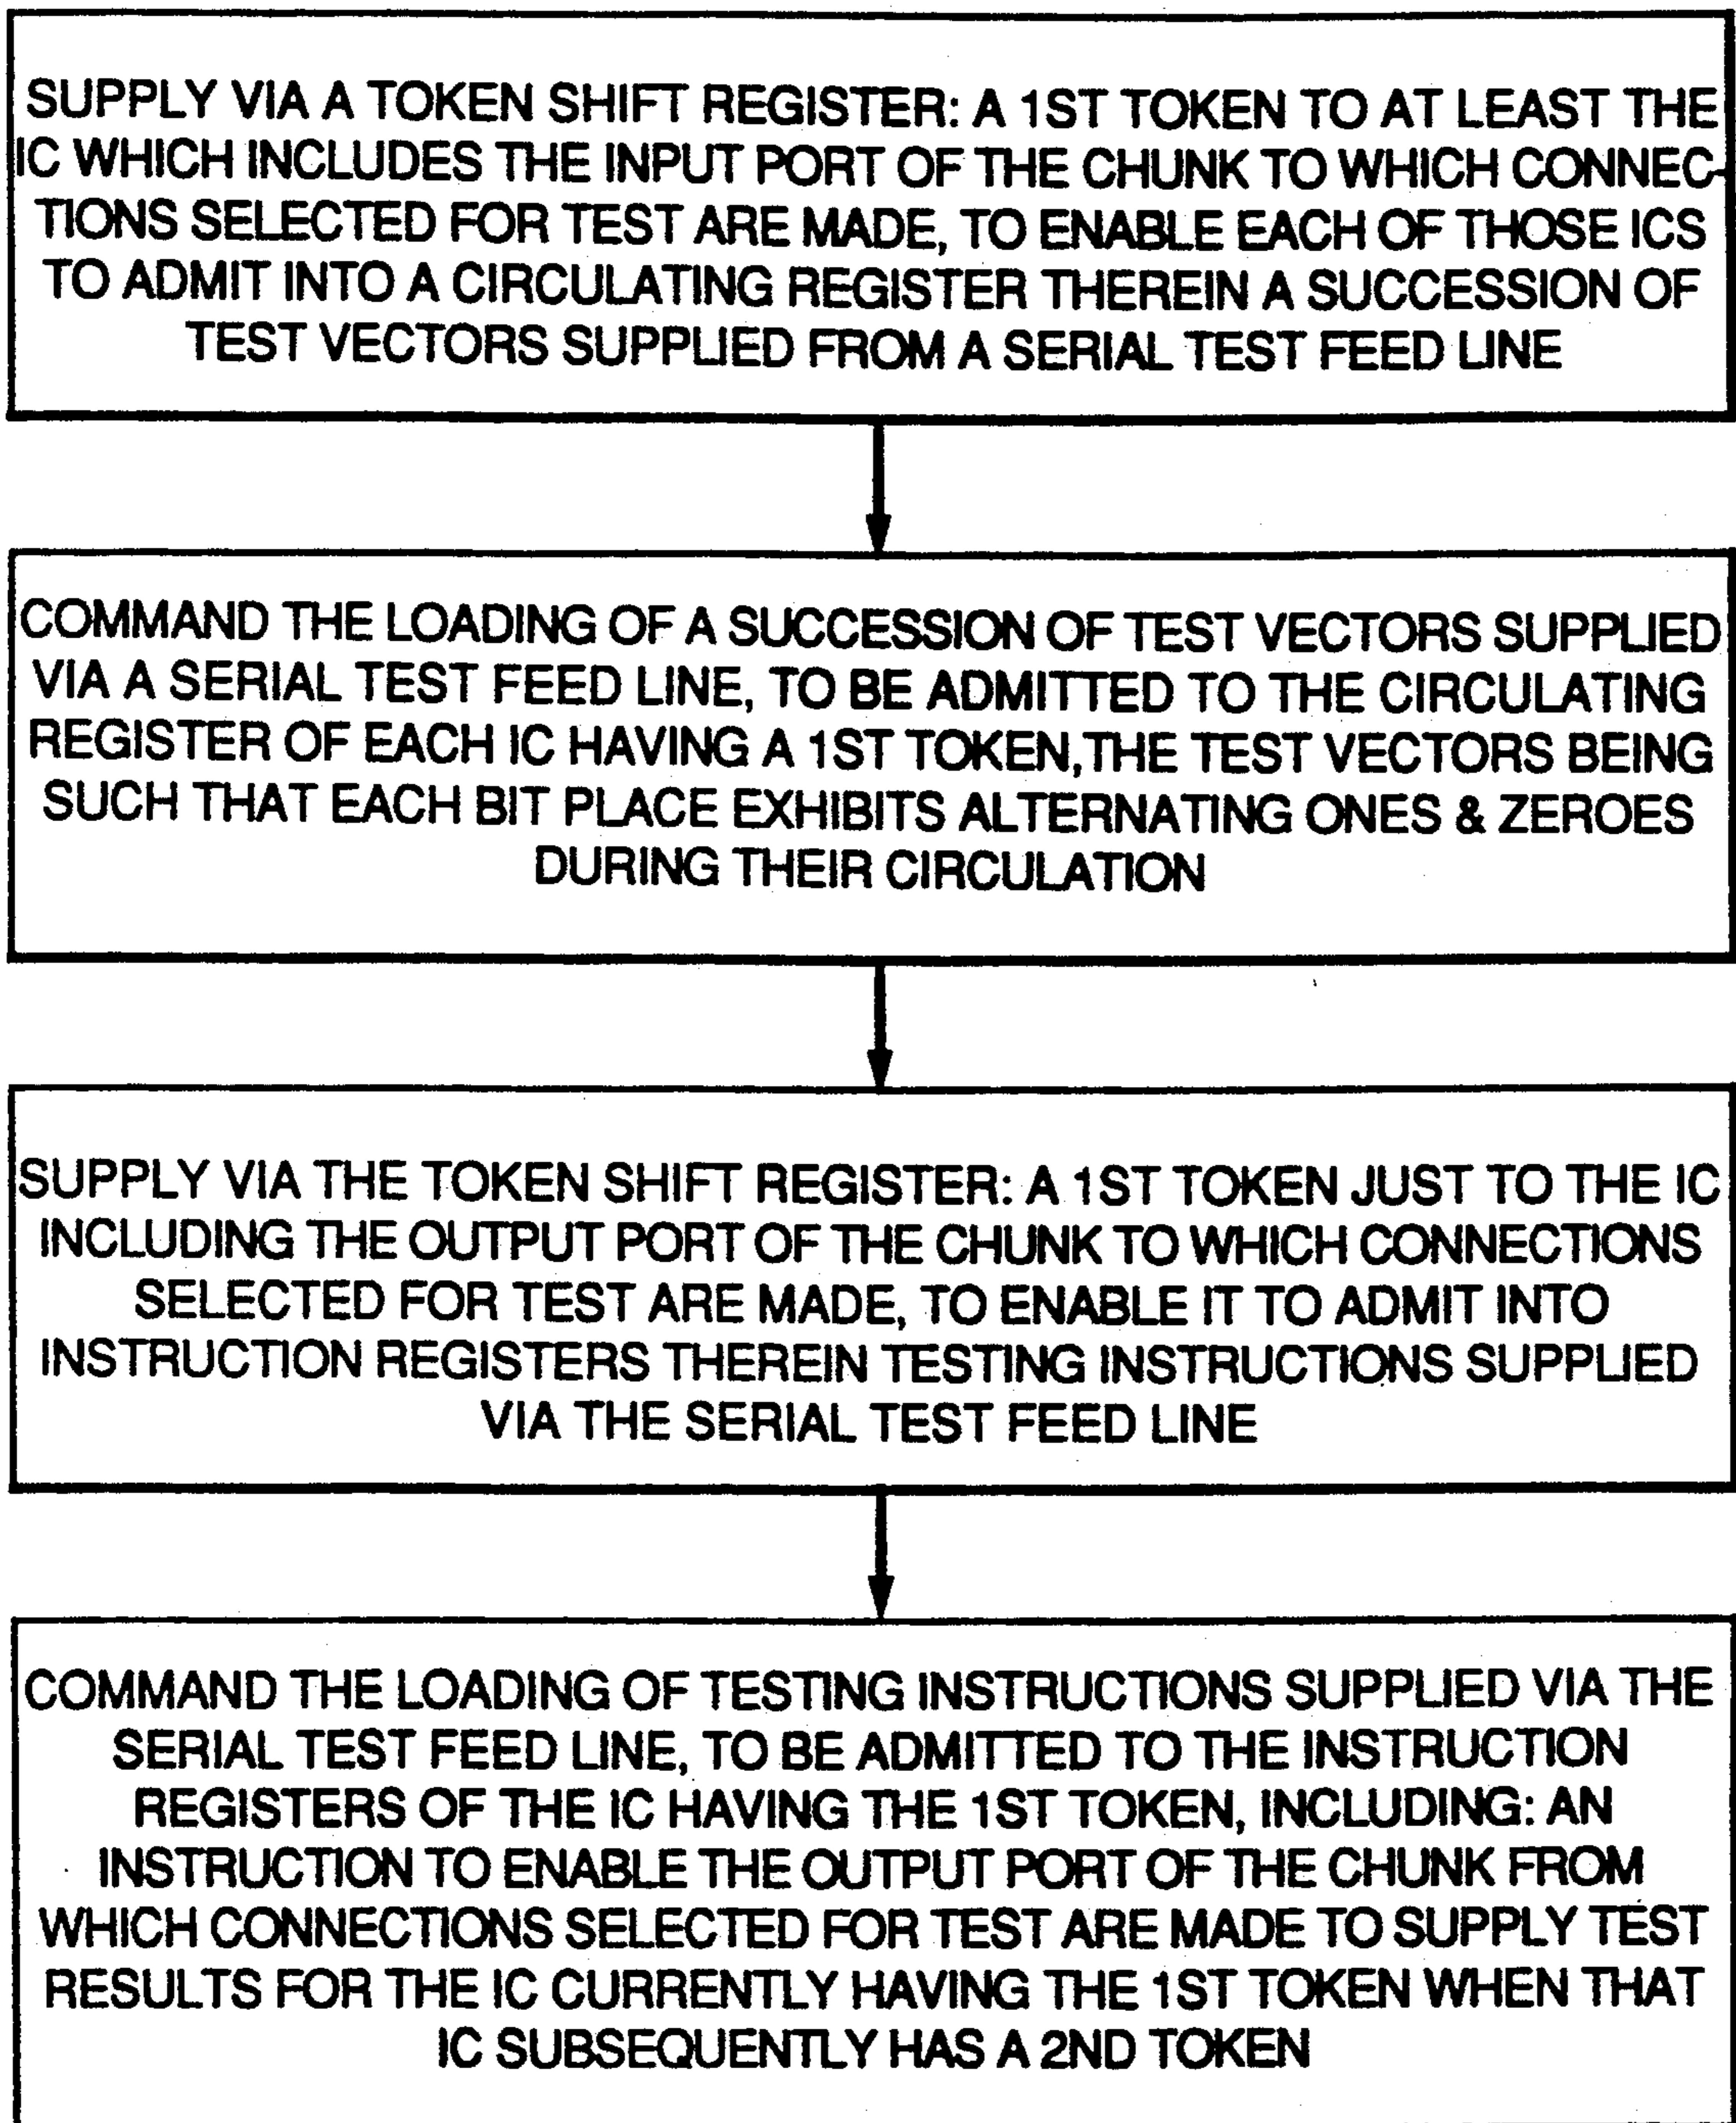 SUPPLY VIA A TOKEN SHIFT REGISTER: A 1ST TOKEN TO AT LEAST THE
IC WHICH INCLUDES THE INPUT PORT OF THE CHUNK TO WHICH CONNEC-
TIONS SELECTED FOR TEST ARE MADE, TO ENABLE EACH OF THOSE ICS
TO ADMIT INTO A CIRCULATING REGISTER THEREIN A SUCCESSION OF
TEST VECTORS SUPPLIED FROM A SERIAL TEST FEED LINE
COMMAND THE LOADING OF A SUCCESSION OF TEST VECTORS SUPPLIED
VIA A SERIAL TEST FEED LINE, TO BE ADMITTED TO THE CIRCULATING
REGISTER OF EACH IC HAVING A 1ST TOKEN,THE TEST VECTORS BEING
SUCH THAT EACH BIT PLACE EXHIBITS ALTERNATING ONES & ZEROES
DURING THEIR CIRCULATION
SUPPLY VIA THE TOKEN SHIFT REGISTER: A 1ST TOKEN JUST TO THE IC
INCLUDING THE OUTPUT PORT OF THE CHUNK TO WHICH CONNECTIONS
SELECTED FOR TEST ARE MADE, TO ENABLE IT TO ADMIT INTO
INSTRUCTION REGISTERS THEREIN TESTING INSTRUCTIONS SUPPLIED
VIA THE SERIAL TEST FEED LINE
COMMAND THE LOADING OF TESTING INSTRUCTIONS SUPPLIED VIA THE
SERIAL TEST FEED LINE, TO BE ADMITTED TO THE INSTRUCTION
REGISTERS OF THE IC HAVING THE 1ST TOKEN, INCLUDING: AN
INSTRUCTION TO ENABLE THE OUTPUT PORT OF THE CHUNK FROM
WHICH CONNECTIONS SELECTED FOR TEST ARE MADE TO SUPPLY TEST
RESULTS FOR THE IC CURRENTLY HAVING THE 1ST TOKEN WHEN THAT
IC SUBSEQUENTLY HAS A 2ND TOKEN